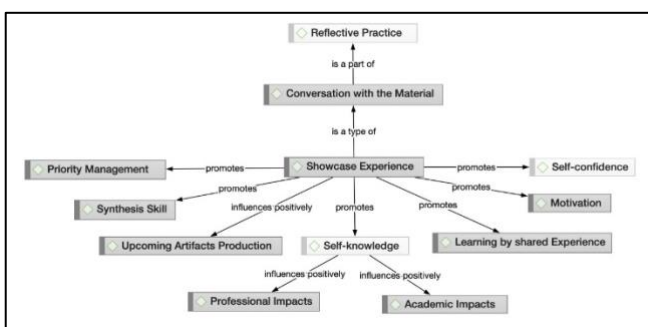 Reflective Practice
is a part of
Conversation with the Material
is a type of
Priority Management
promotes
Showcase Experience
promotes
Self-confidence
promotes
promotes
Synthesis Skill
influences positively
promotes
promotes
Motivation
Upcoming Artifacts Production
Self-knowledge
Learning by shared Experience
influences positively
influences positively
Professional Impacts
Academic Impacts